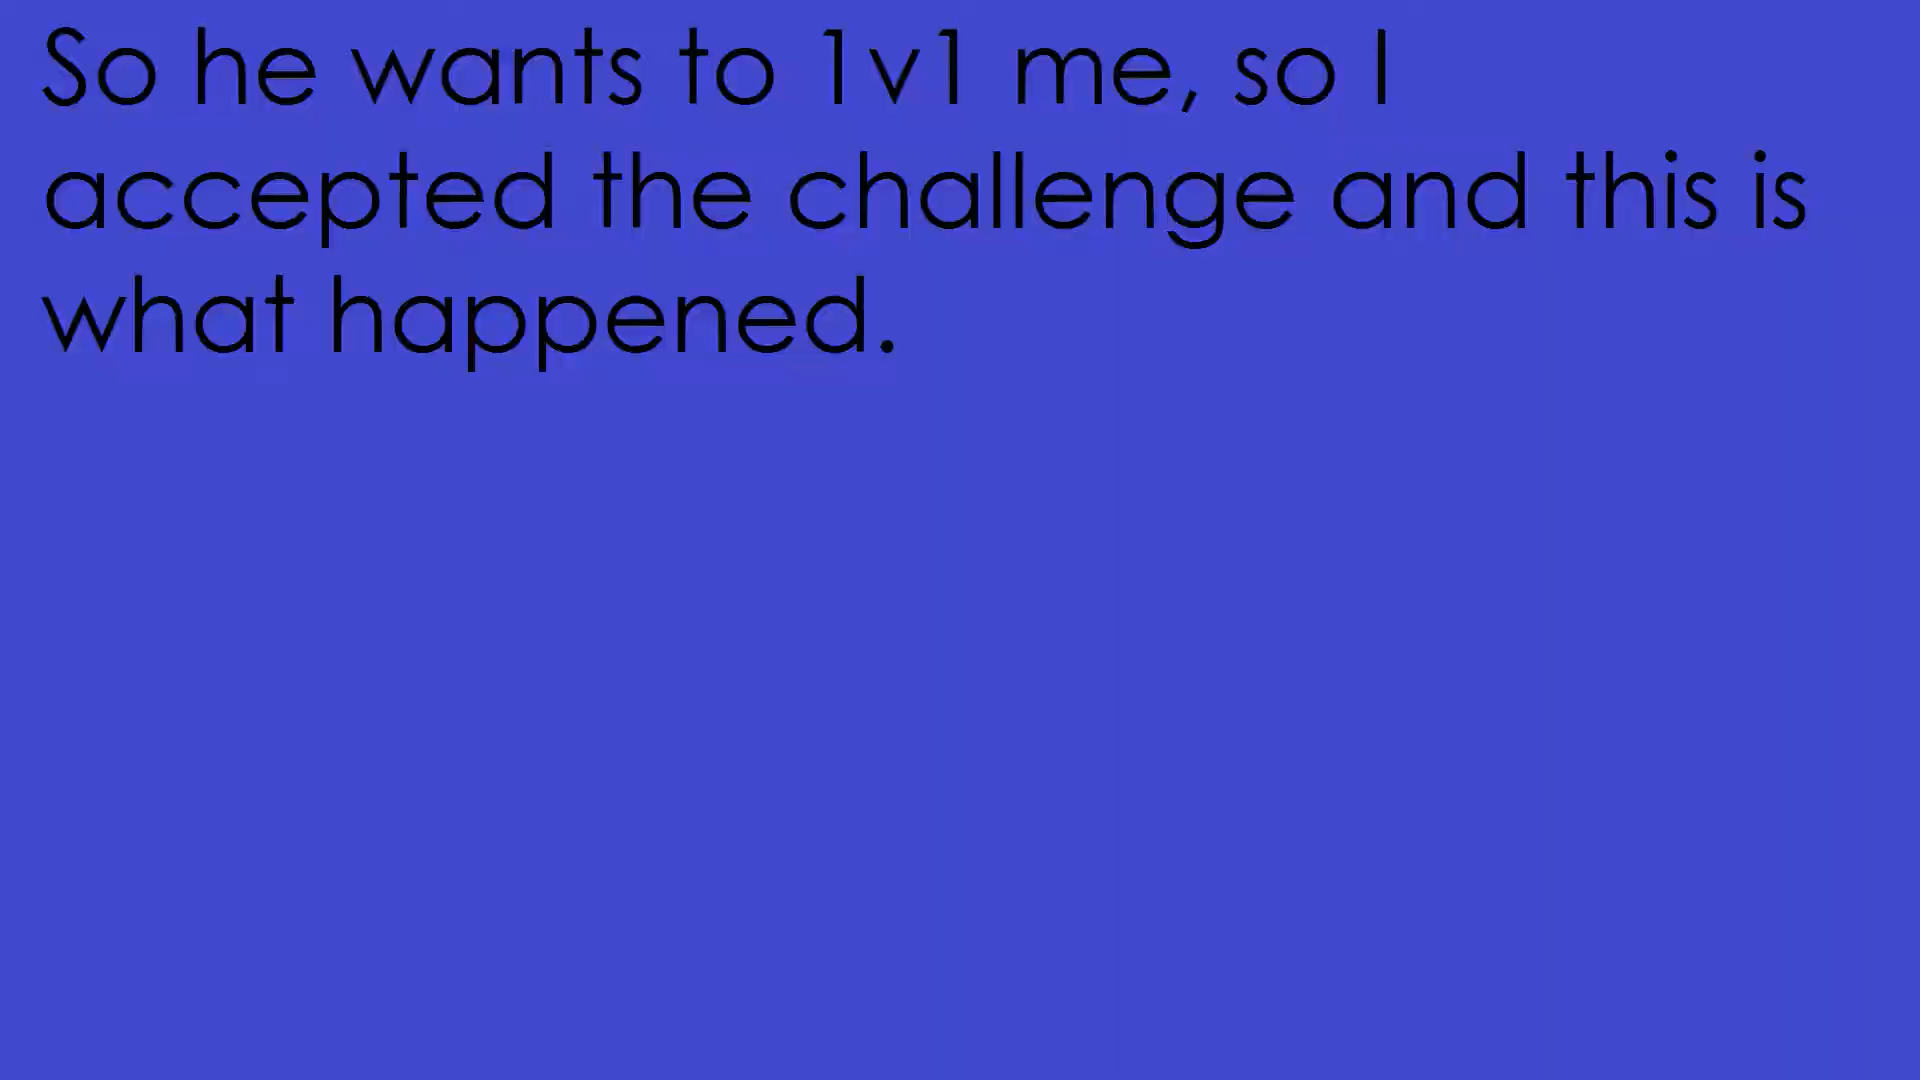 So he wants to 1v1 me, so I
accepted the challenge and this is
what happened.